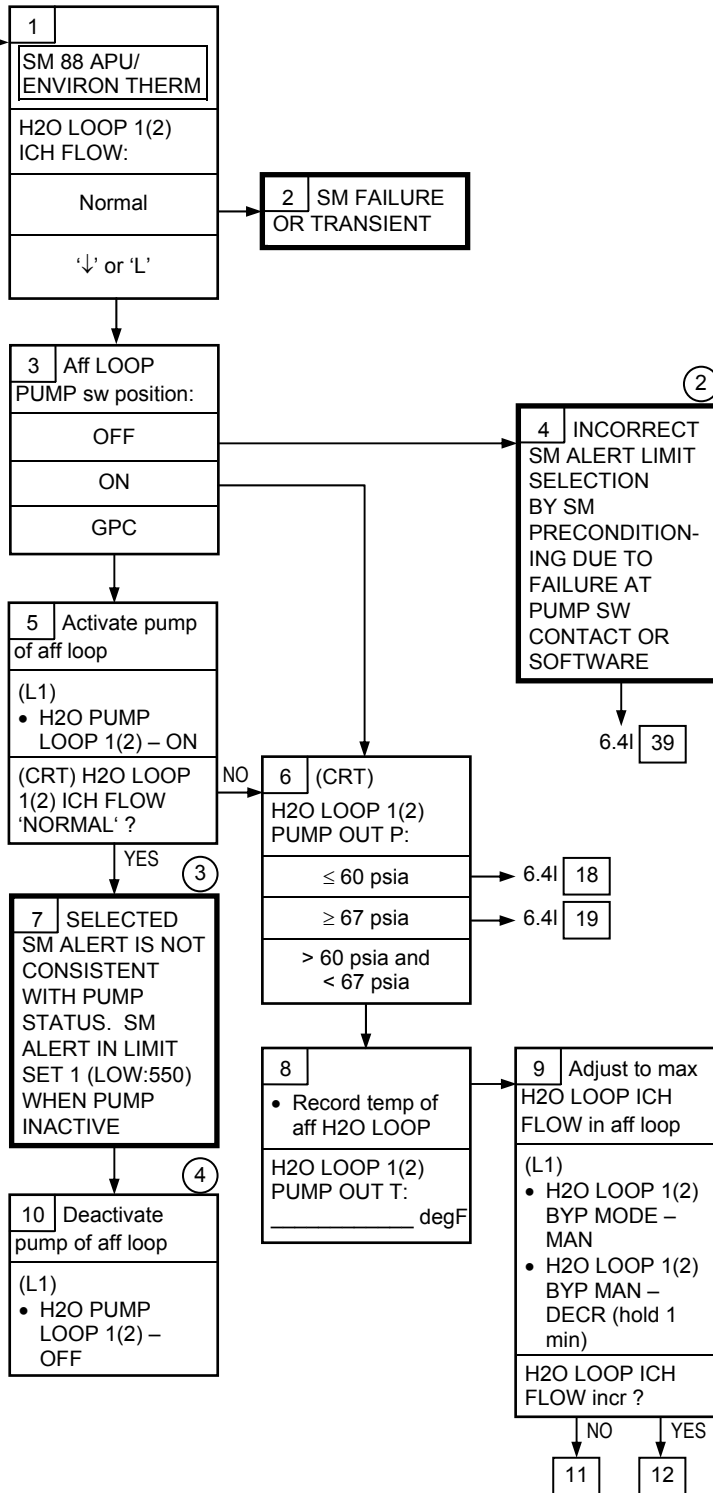 1
SM 88 APU/
ENVIRON THERM
H2O LOOP 1(2)
ICH FLOW:
Normal
'↓' or 'L'
2 SM FAILURE
OR TRANSIENT
3 Aff LOOP
PUMP sw position:
OFF
ON
GPC
2
4 INCORRECT
SM ALERT LIMIT
SELECTION
BY SM
PRECONDITION-
ING DUE TO
FAILURE AT
PUMP SW
CONTACT OR
SOFTWARE
6.4I 39
5 Activate pump
of aff loop
(L1)
• H2O PUMP
LOOP 1(2) – ON
(CRT) H2O LOOP
1(2) ICH FLOW
'NORMAL' ?
NO
YES
6 (CRT)
H2O LOOP 1(2)
PUMP OUT P:
≤ 60 psia
6.4I 18
≥ 67 psia
6.4I 19
> 60 psia and
< 67 psia
3
7 SELECTED
SM ALERT IS NOT
CONSISTENT
WITH PUMP
STATUS. SM
ALERT IN LIMIT
SET 1 (LOW:550)
WHEN PUMP
INACTIVE
8
• Record temp of
aff H2O LOOP
H2O LOOP 1(2)
PUMP OUT T:
____________ degF
9 Adjust to max
H2O LOOP ICH
FLOW in aff loop
(L1)
• H2O LOOP 1(2)
BYP MODE –
MAN
• H2O LOOP 1(2)
BYP MAN –
DECR (hold 1
min)
H2O LOOP ICH
FLOW incr ?
NO YES
11 12
4
10 Deactivate
pump of aff loop
(L1)
• H2O PUMP
LOOP 1(2) –
OFF